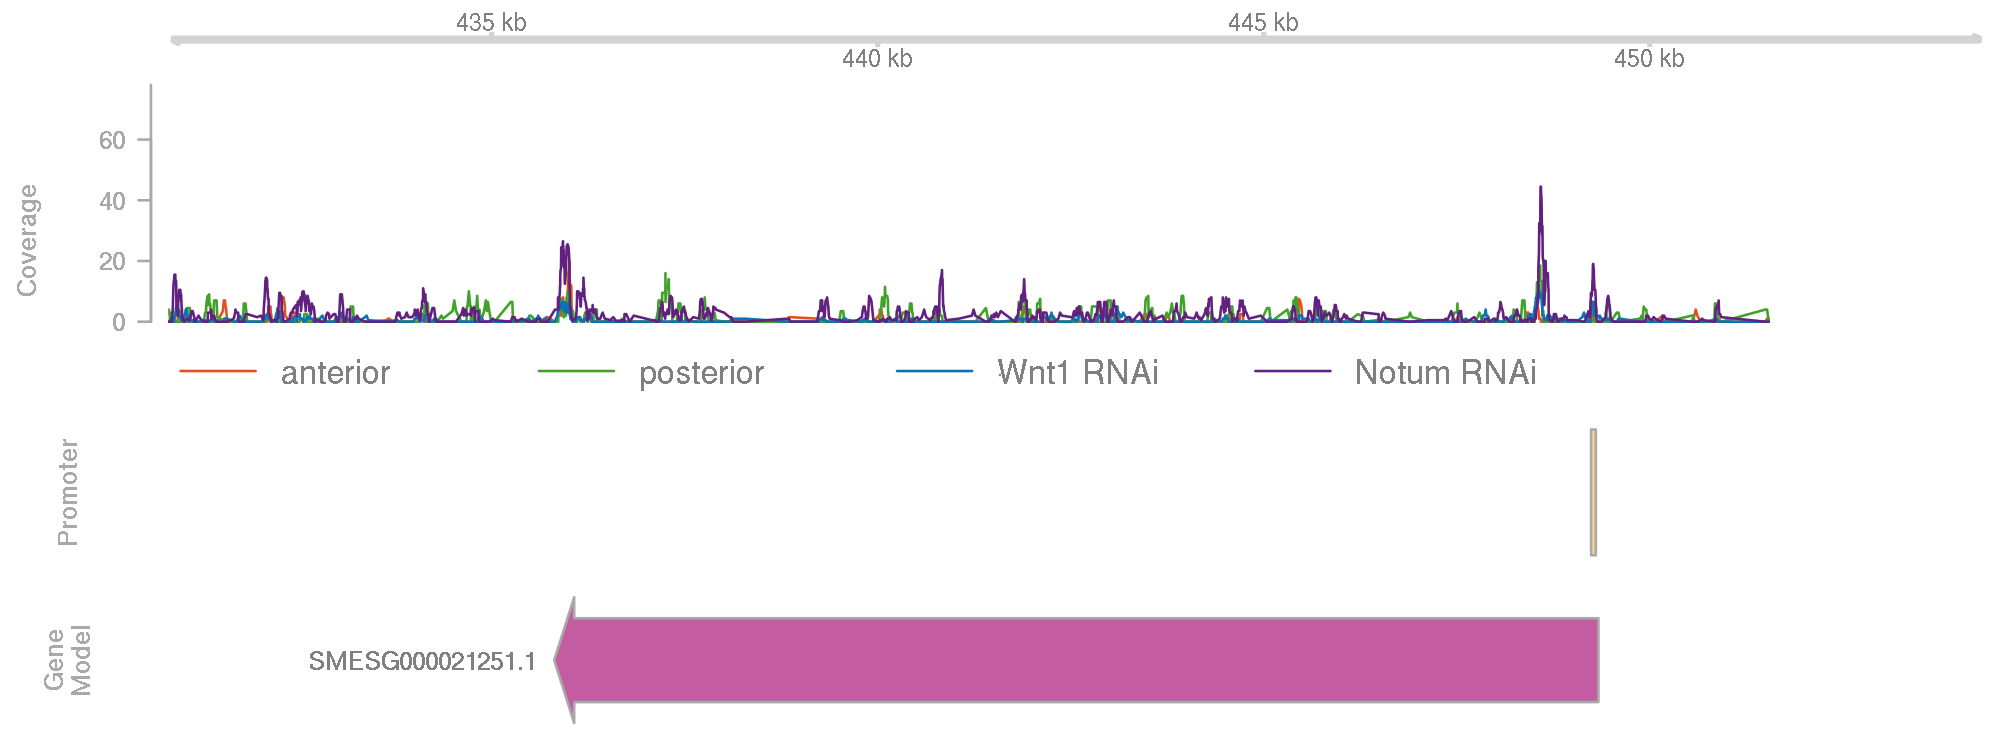 435 kb 445 kb
440 kb 450 kb
Coverage
60
40
20
0
anterior posterior Wnt1 RNAi Notum RNAi
Promoter
Gene
Model
SMESG000021251.1